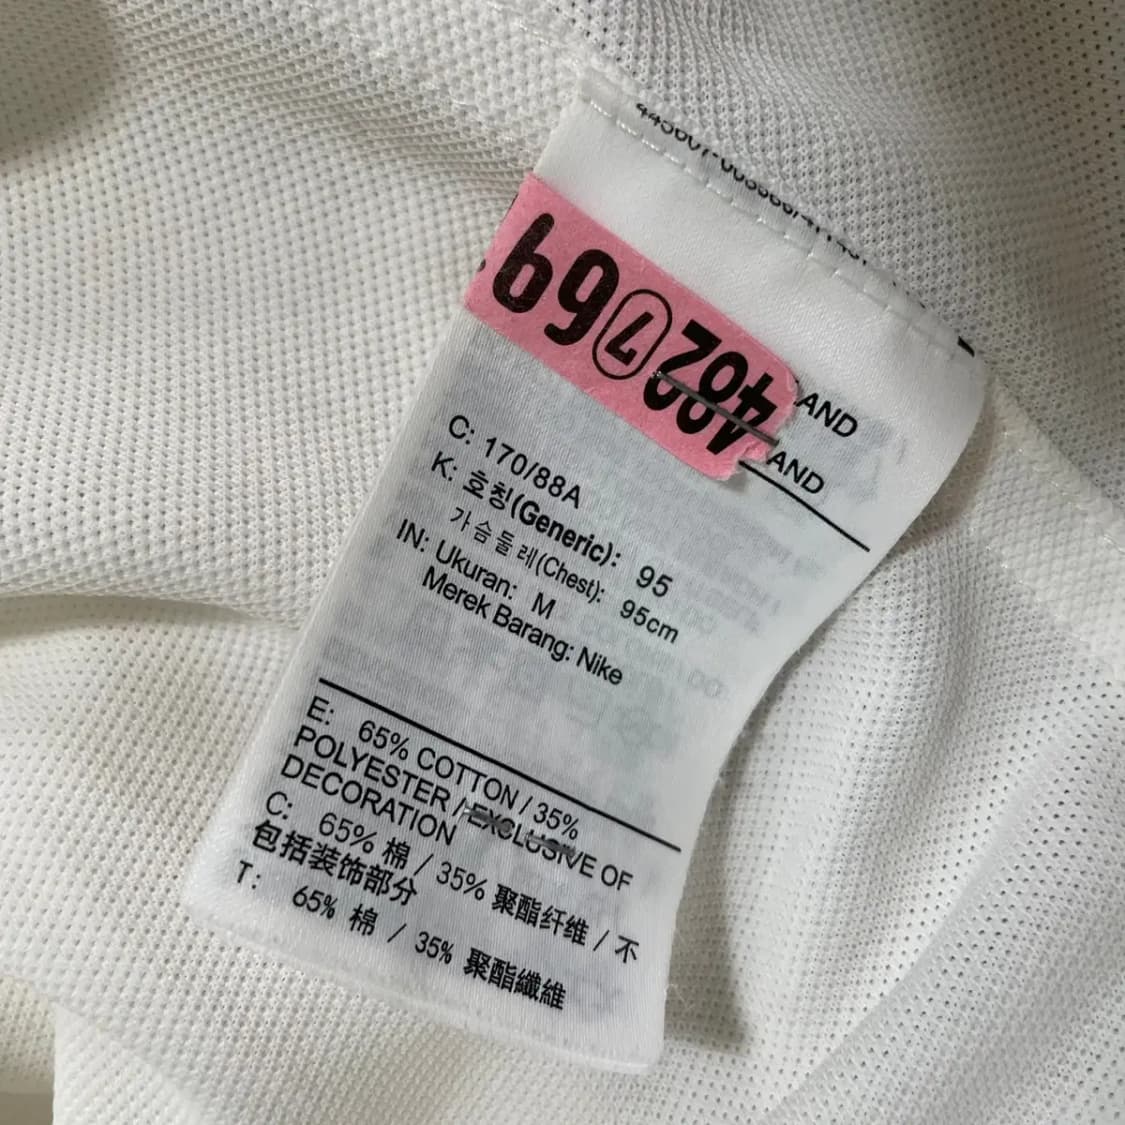 69 7 482
AND
AND
C: 170/88A
K: 호칭(Generic): 95
가슴둘레(Chest): 95cm
IN: Ukuran: M
Merek Barang: Nike
E: 65% COTTON / 35%
POLYESTER / EXCLUSIVE OF
DECORATION
C: 65% 棉 / 35% 聚酯纤维 / 不
包括装饰部分
T: 65% 棉 / 35% 聚酯纖維